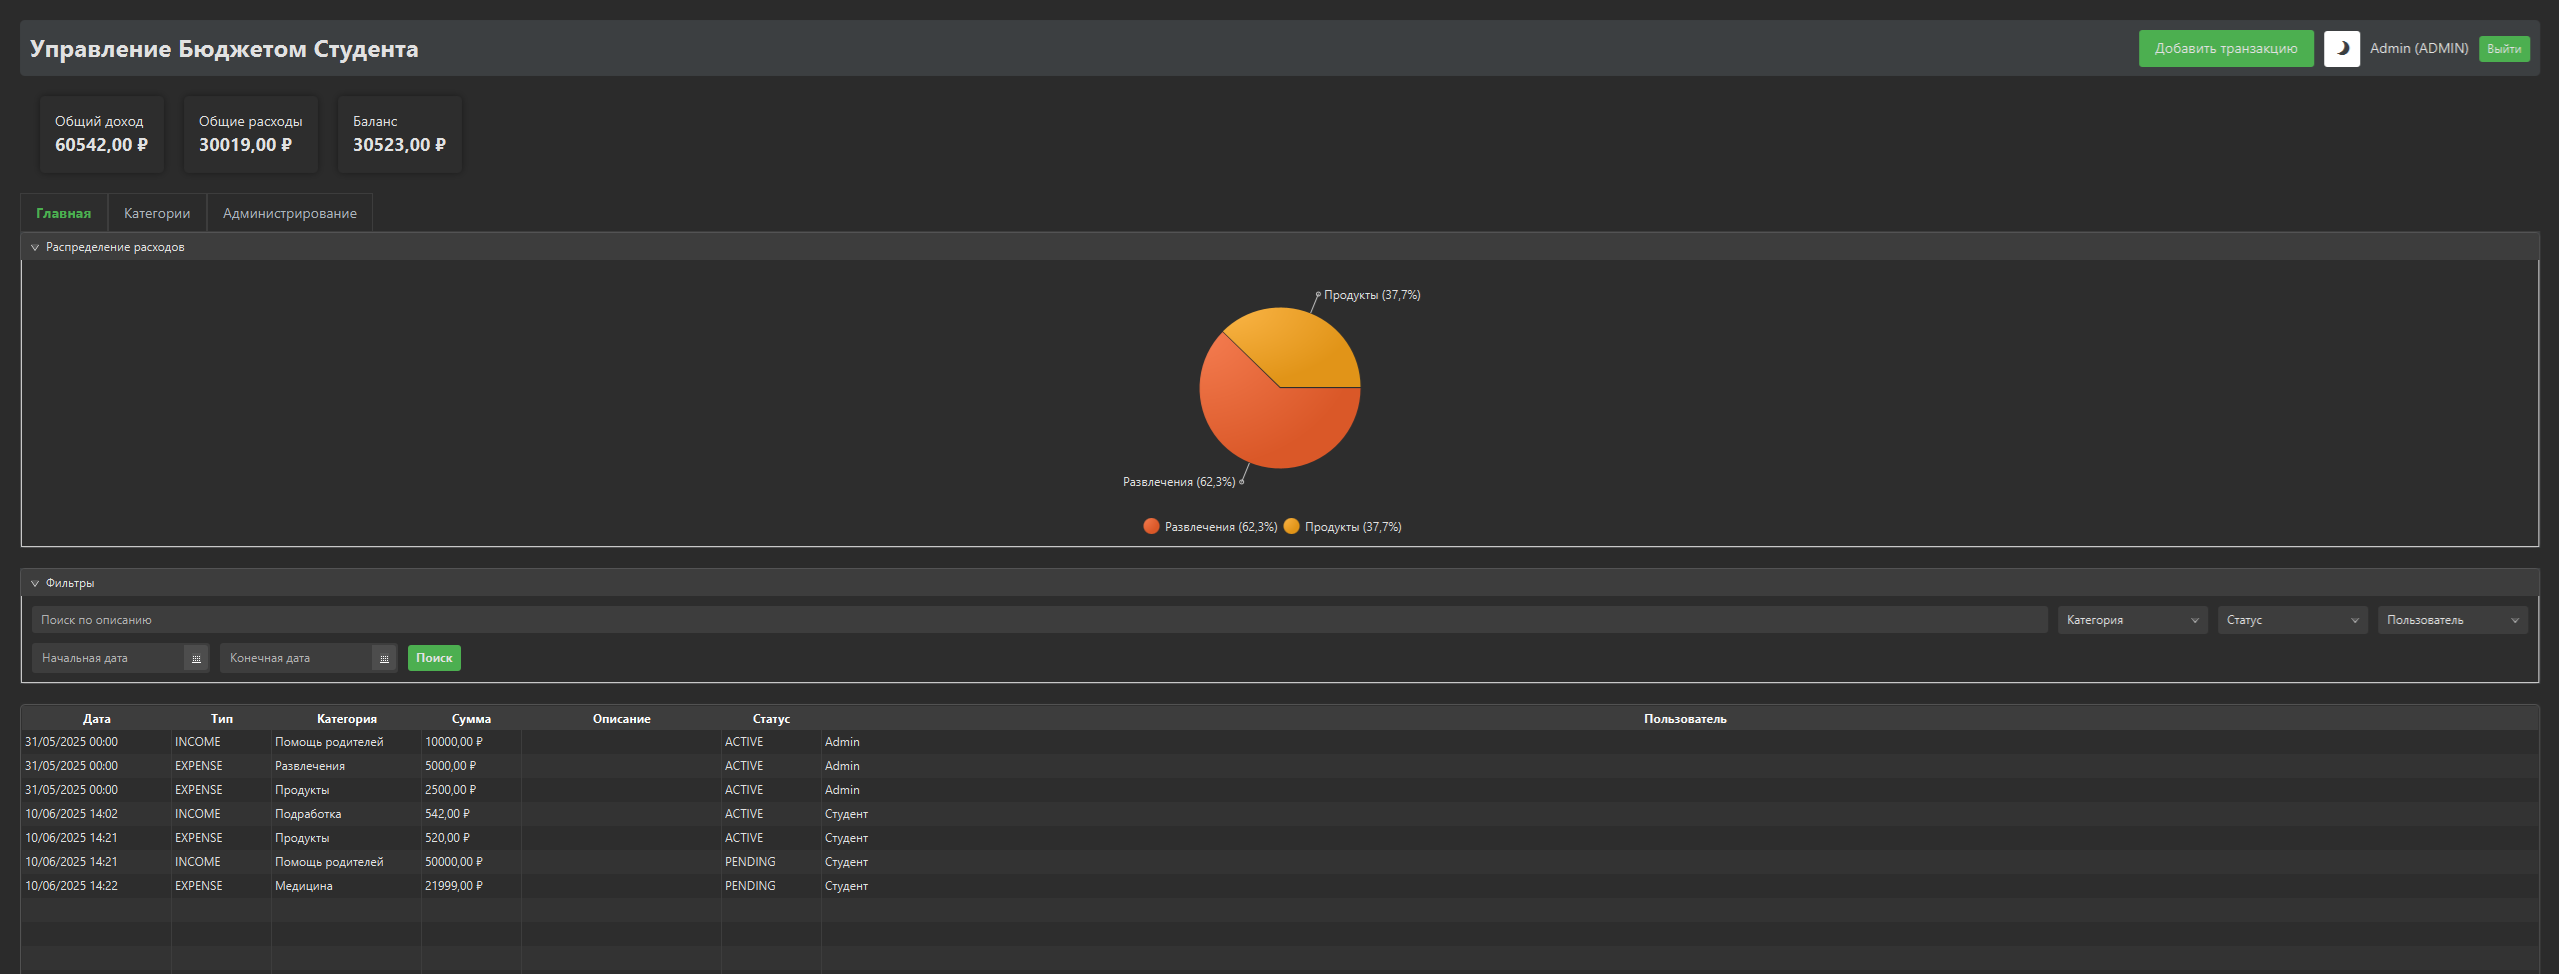 Управление Бюджетом Студента
Добавить транзакцию Admin (ADMIN) Выйти
Общий доход Общие расходы Баланс
60542,00 ₽ 30019,00 ₽ 30523,00 ₽
Главная Категории Администрирование
Распределение расходов
Продукты (37,7%)
Развлечения (62,3%)
Развлечения (62,3%) Продукты (37,7%)
Фильтры
Поиск по описанию Категория Статус Пользователь
Начальная дата Конечная дата Поиск
Дата Тип Категория Сумма Описание Статус Пользователь
31/05/2025 00:00 INCOME Помощь родителей 10000,00 ₽ ACTIVE Admin
31/05/2025 00:00 EXPENSE Развлечения 5000,00 ₽ ACTIVE Admin
31/05/2025 00:00 EXPENSE Продукты 2500,00 ₽ ACTIVE Admin
10/06/2025 14:02 INCOME Подработка 542,00 ₽ ACTIVE Студент
10/06/2025 14:21 EXPENSE Продукты 520,00 ₽ ACTIVE Студент
10/06/2025 14:21 INCOME Помощь родителей 50000,00 ₽ PENDING Студент
10/06/2025 14:22 EXPENSE Медицина 21999,00 ₽ PENDING Студент